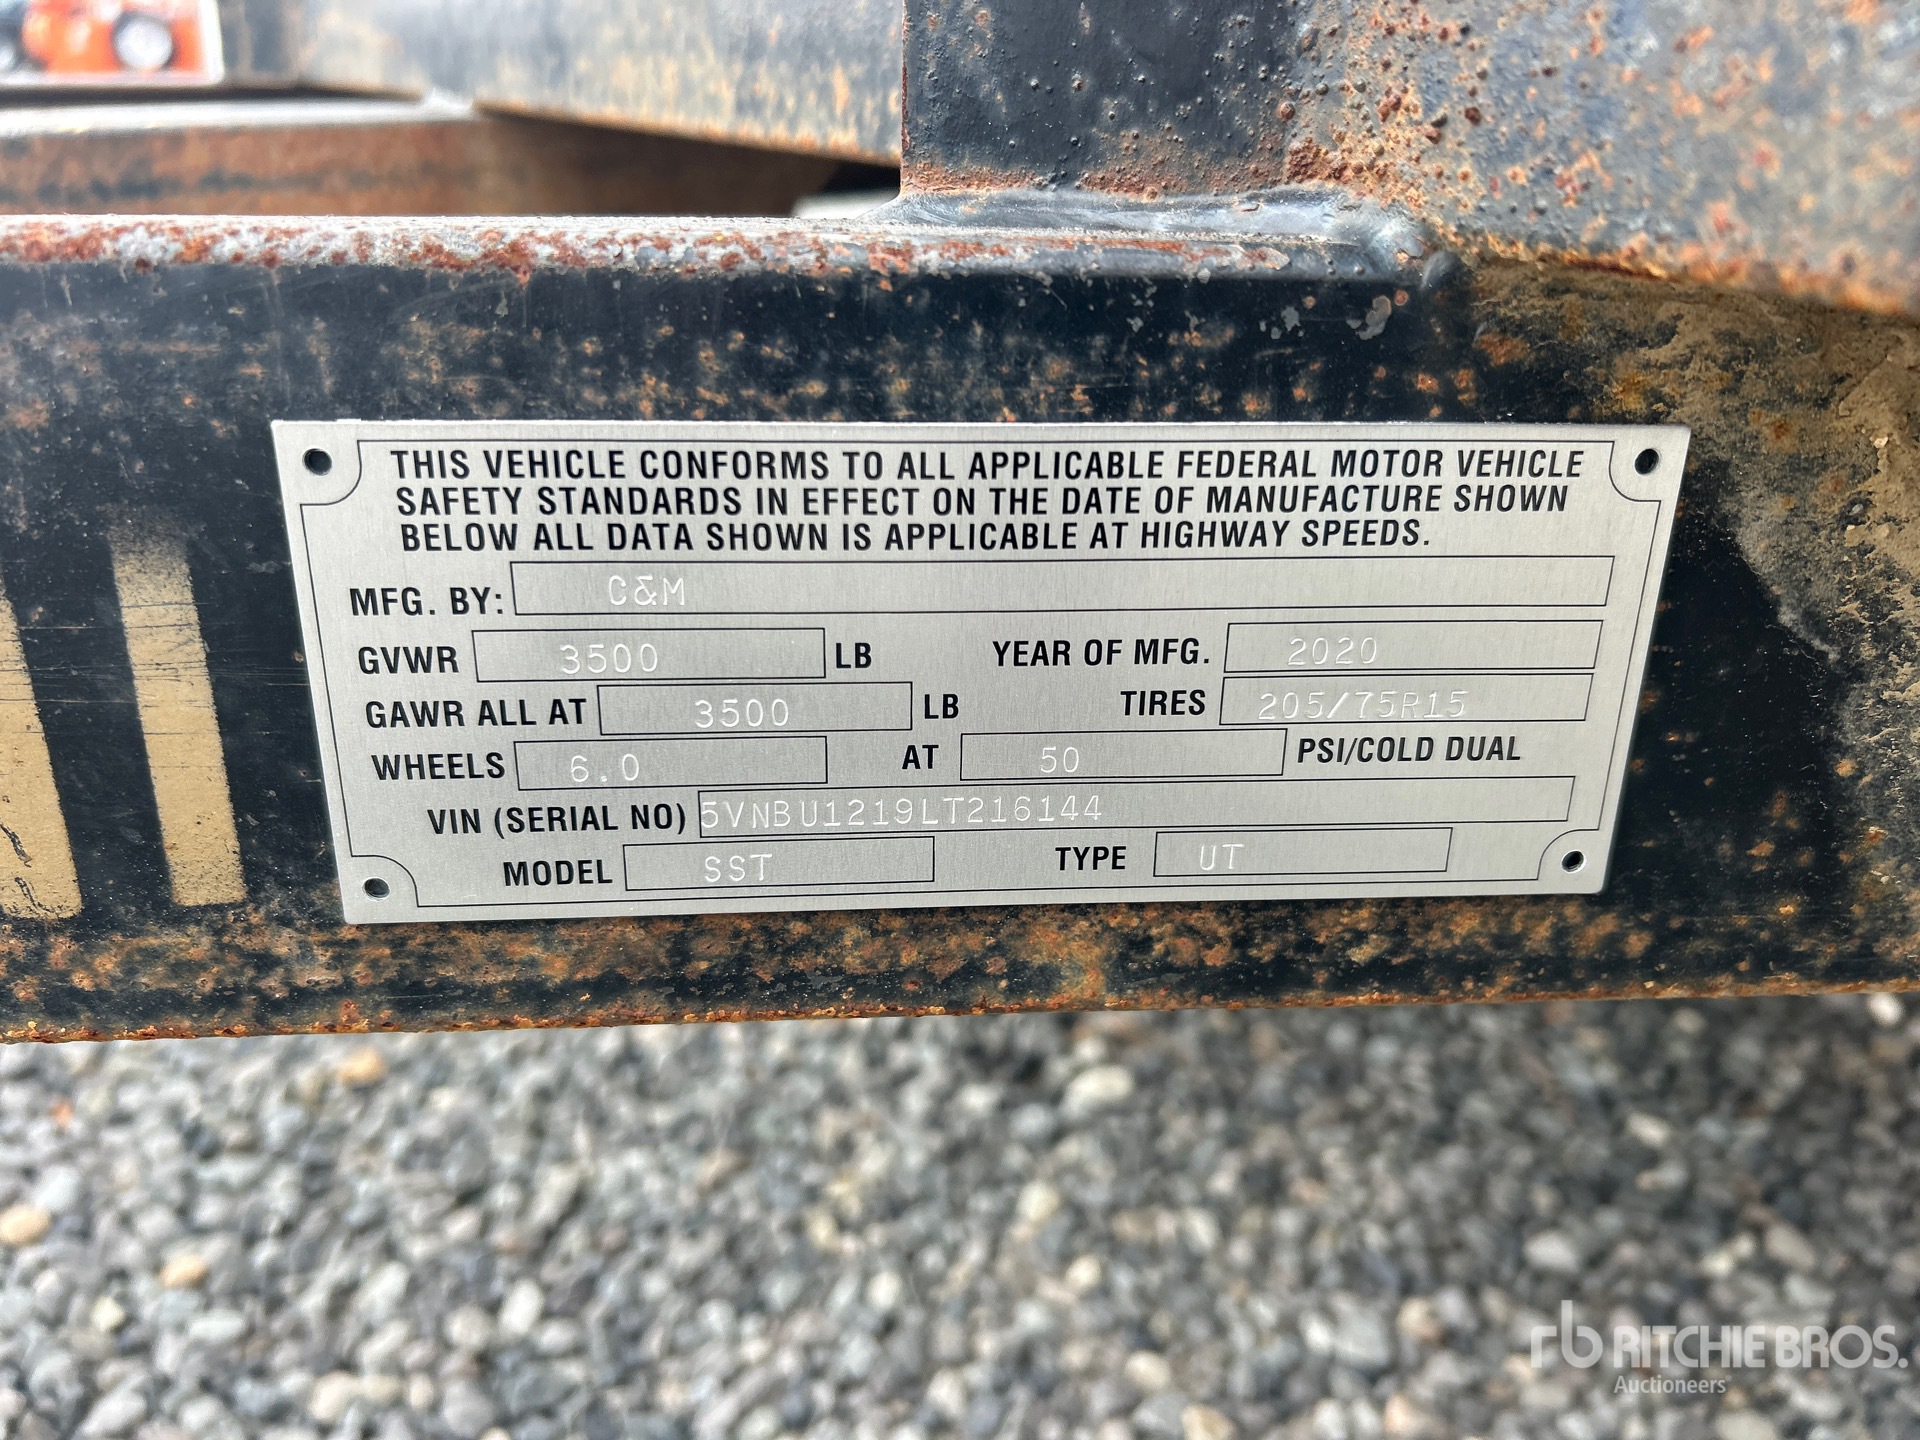 THIS VEHICLE CONFORMS TO ALL APPLICABLE FEDERAL MOTOR VEHICLE
SAFETY STANDARDS IN EFFECT ON THE DATE OF MANUFACTURE SHOWN
BELOW ALL DATA SHOWN IS APPLICABLE AT HIGHWAY SPEEDS.
MFG. BY: C&M
GVWR 3500 LB YEAR OF MFG. 2020
GAWR ALL AT 3500 LB TIRES 205/75R15
WHEELS 6.0 AT 50 PSI/COLD DUAL
VIN (SERIAL NO) 5VNBU1219LT216144
MODEL SST TYPE UT
rb RITCHIE BROS.
Auctioneers